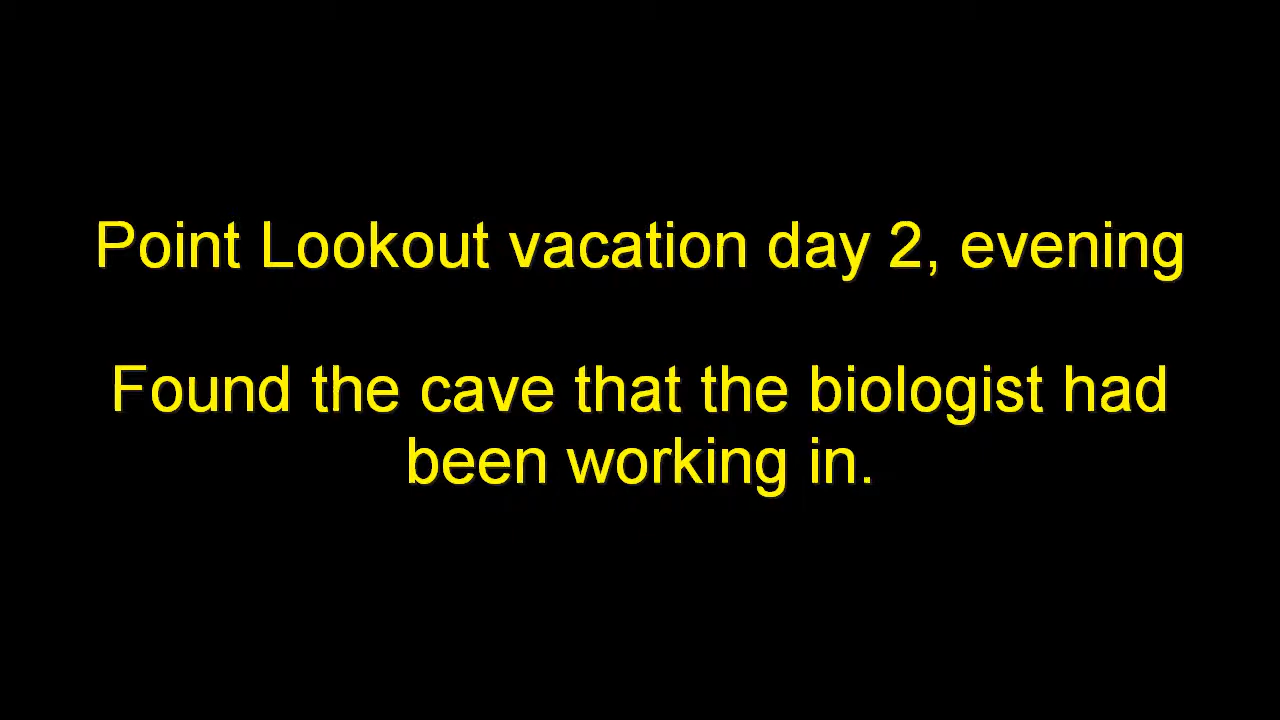 Point Lookout vacation day 2, evening
Found the cave that the biologist had
been working in.